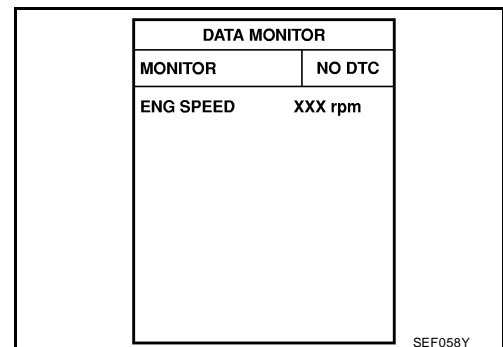 DATA MONITOR
MONITOR NO DTC
ENG SPEED XXX rpm
SEF058Y